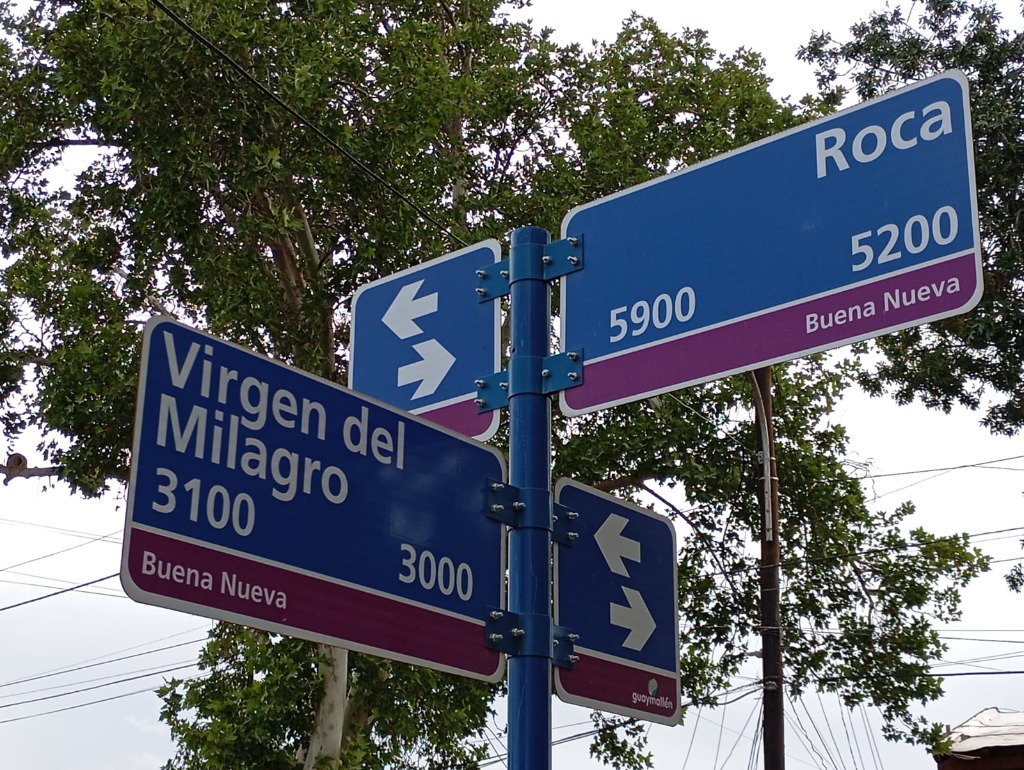 Roca
5900 5200
Buena Nueva
Virgen del
Milagro
3100 3000
Buena Nueva
guaymallén